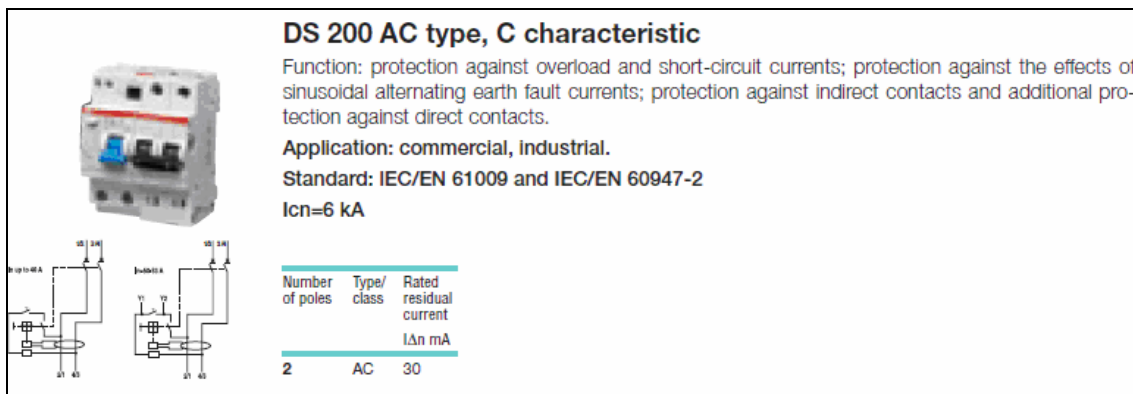 DS 200 AC type, C characteristic
Function: protection against overload and short-circuit currents; protection against the effects of
sinusoidal alternating earth fault currents; protection against indirect contacts and additional pro-
tection against direct contacts.
Application: commercial, industrial.
Standard: IEC/EN 61009 and IEC/EN 60947-2
Icn=6 kA
Number of poles
Type/ class
Rated residual current
IΔn mA
2 AC 30
Y1 Y2